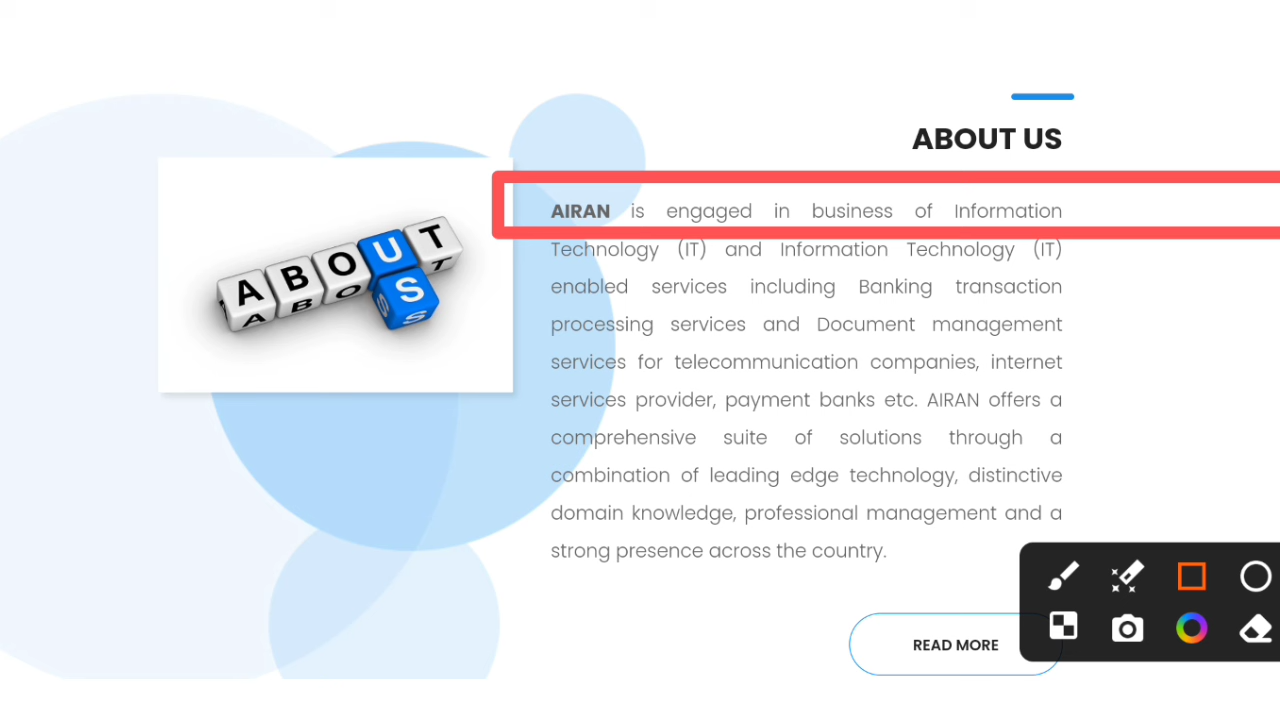 ABOUT US
ABOUT
US
AIRAN is engaged in business of Information
Technology (IT) and Information Technology (IT)
enabled services including Banking transaction
processing services and Document management
services for telecommunication companies, internet
services provider, payment banks etc. AIRAN offers a
comprehensive suite of solutions through a
combination of leading edge technology, distinctive
domain knowledge, professional management and a
strong presence across the country.
READ MORE